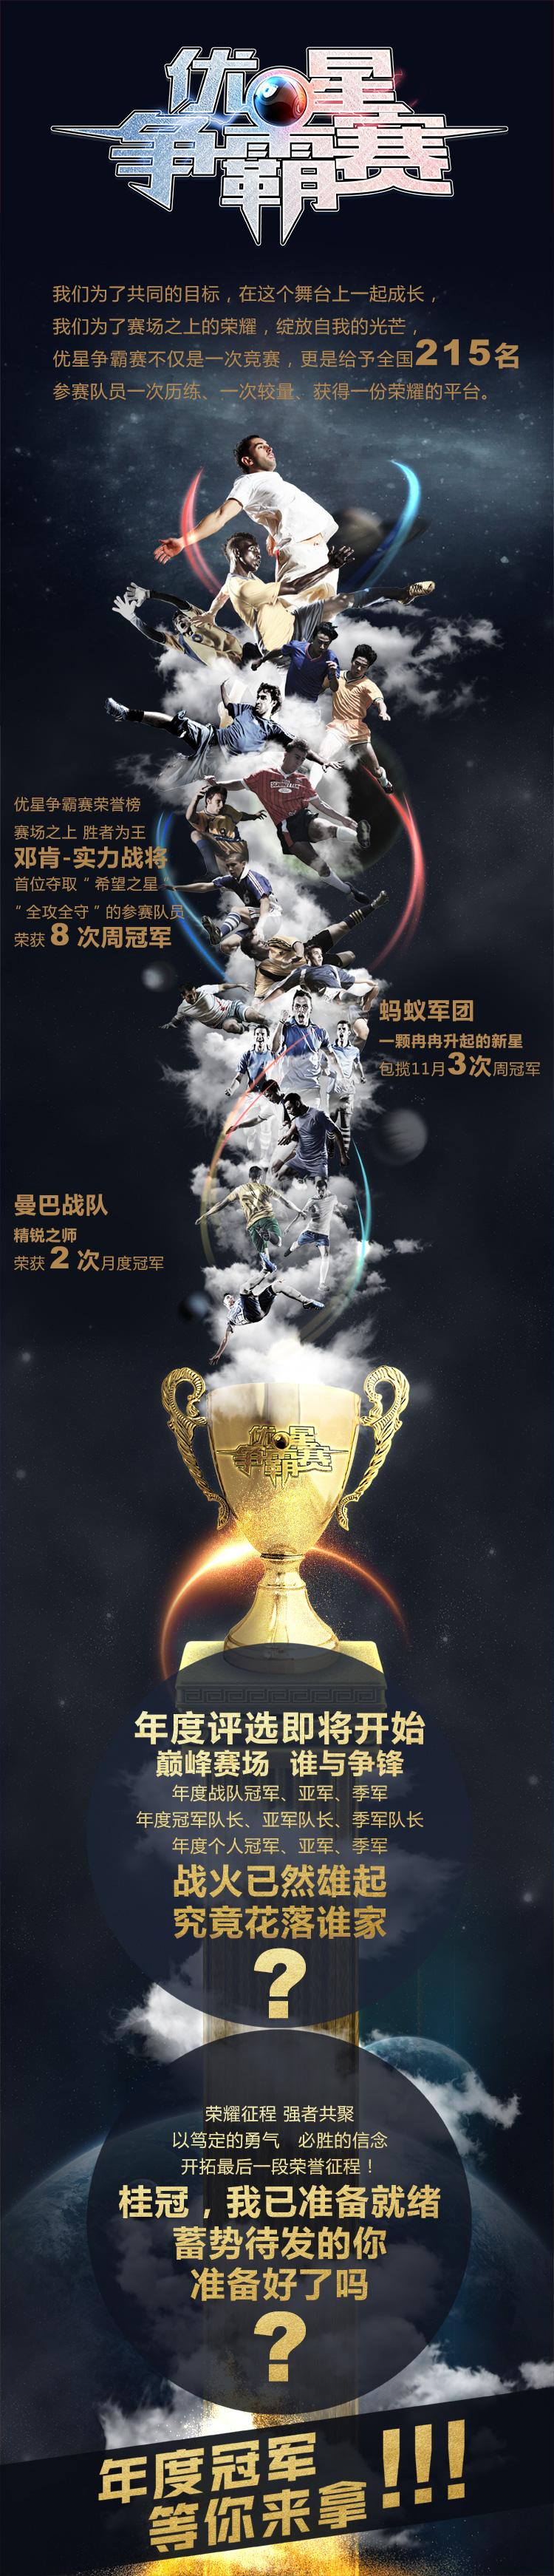 优星
争霸赛
我们为了共同的目标，在这个舞台上一起成长，
我们为了赛场之上的荣耀，绽放自我的光芒，
优星争霸赛不仅是一次竞赛，更是给予全国215名
参赛队员一次历练、一次较量、获得一份荣耀的平台。
优星争霸赛荣誉榜
赛场之上 胜者为王
邓肯-实力战将
首位夺取“希望之星”
“全攻全守”的参赛队员
荣获 8 次周冠军
蚂蚁军团
一颗冉冉升起的新星
包揽11月3次周冠军
曼巴战队
精锐之师
荣获 2 次月度冠军
优星
争霸赛
年度评选即将开始
巅峰赛场 谁与争锋
年度战队冠军、亚军、季军
年度冠军队长、亚军队长、季军队长
年度个人冠军、亚军、季军
战火已然雄起
究竟花落谁家
?
荣耀征程 强者共聚
以笃定的勇气 必胜的信念
开拓最后一段荣誉征程！
桂冠，我已准备就绪
蓄势待发的你
准备好了吗
?
年度冠军
等你来拿!!!